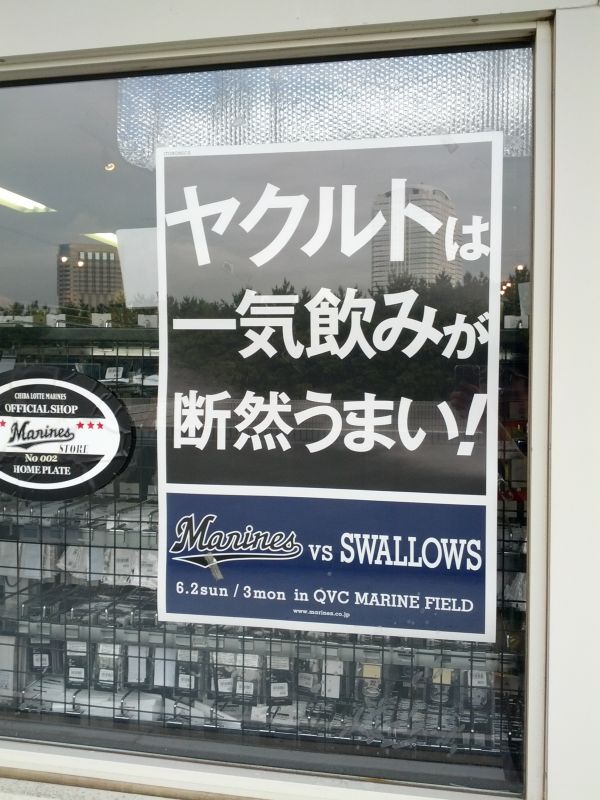 ヤクルトは
一気飲みが
断然うまい!
Marines vs SWALLOWS
6.2sun / 3mon in QVC MARINE FIELD
www.marines.co.jp
CHIBA LOTTE MARINES
OFFICIAL SHOP
Marines
STORE
No 002
HOME PLATE